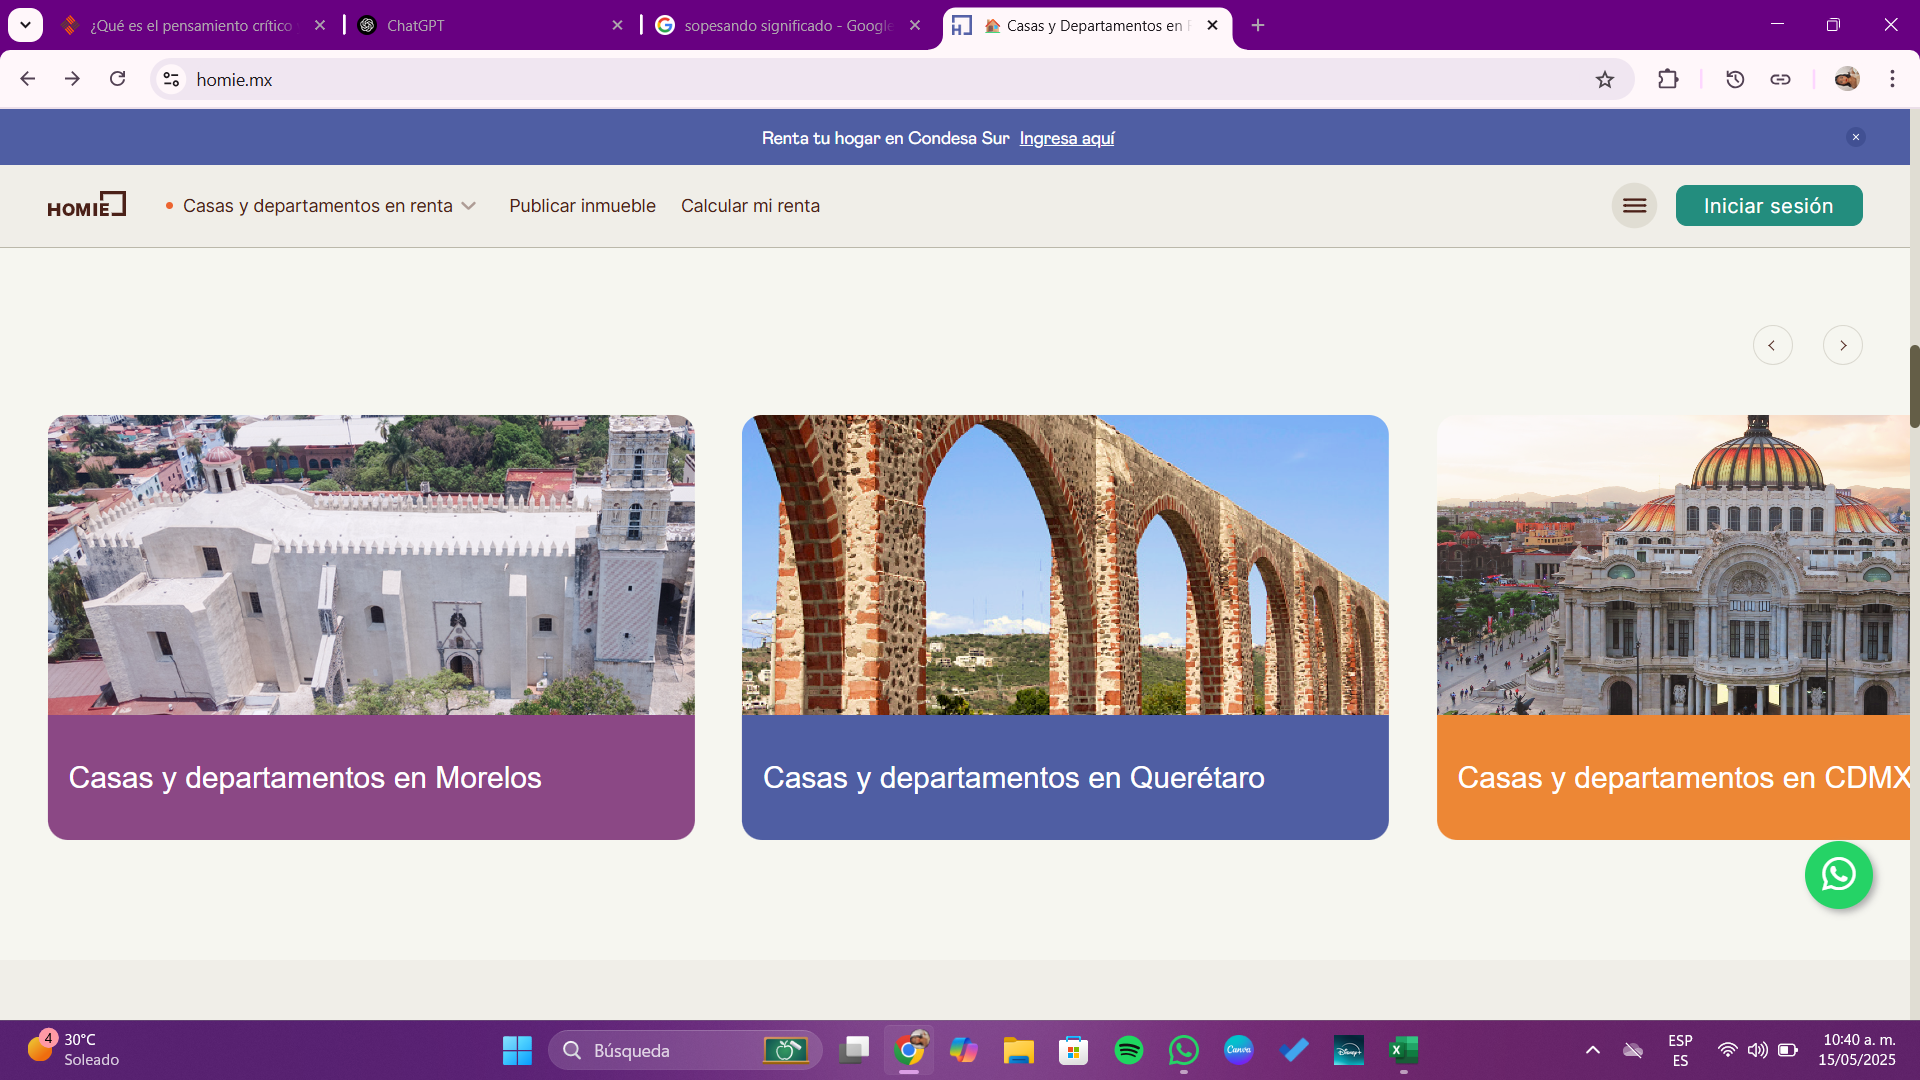 ¿Qué es el pensamiento crítico
ChatGPT
sopesando significado - Google
Casas y Departamentos en
homie.mx
Renta tu hogar en Condesa Sur Ingresa aquí
HOMIE
Casas y departamentos en renta
Publicar inmueble
Calcular mi renta
Iniciar sesión
Casas y departamentos en Morelos
Casas y departamentos en Querétaro
Casas y departamentos en CDMX
4
30°C
Soleado
Búsqueda
Canva
Disney+
ESP
ES
10:40 a. m.
15/05/2025